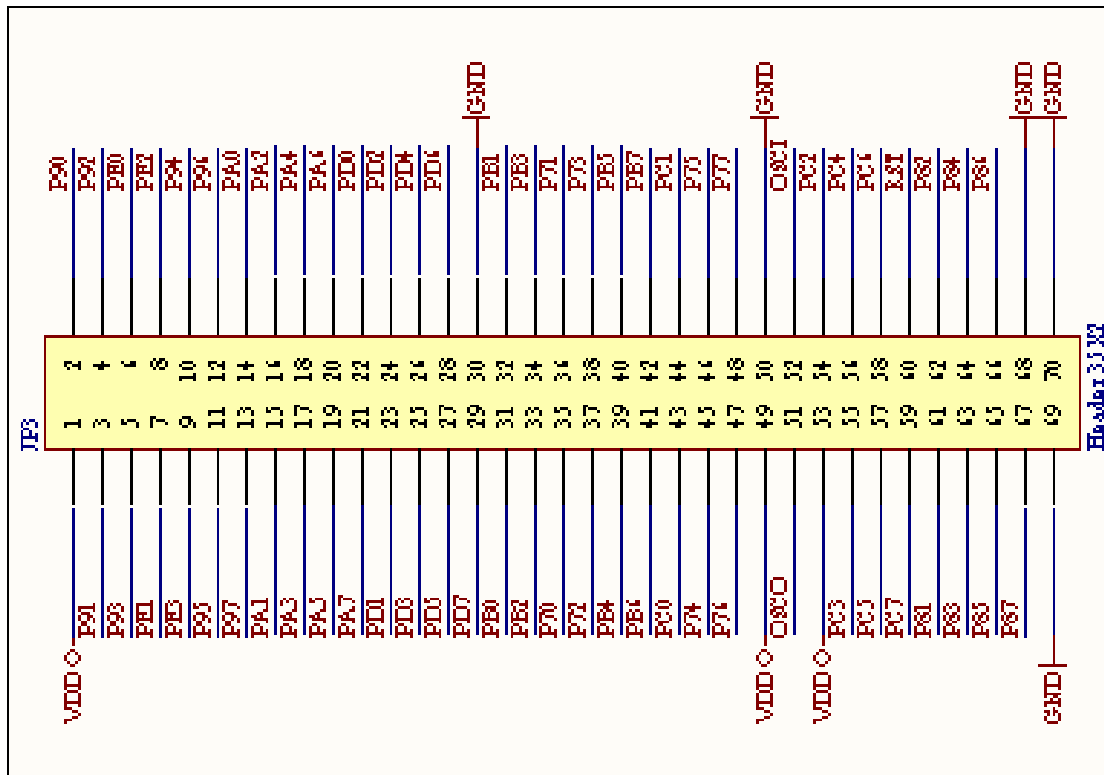 GND
GND
GND
GND
P90
P92
PE0
PE2
P94
P96
PA0
PA2
PA4
PA6
PD0
PD2
PD4
PD6
PB1
PB3
P71
P73
PB5
PB7
PC1
P75
P77
OSCI
PC2
PC4
PC6
RST
P82
P84
P86
2
4
6
8
10
12
14
16
18
20
22
24
26
28
30
32
34
36
38
40
42
44
46
48
50
52
54
56
58
60
62
64
66
68
70
1
3
5
7
9
11
13
15
17
19
21
23
25
27
29
31
33
35
37
39
41
43
45
47
49
51
53
55
57
59
61
63
65
67
69
JP3
Header 35X2
P91
P93
PE1
PE3
P95
P97
PA1
PA3
PA5
PA7
PD1
PD3
PD5
PD7
PB0
PB2
P70
P72
PB4
PB6
PC0
P74
P76
OSCO
PC3
PC5
PC7
P81
P83
P85
P87
VDD
VDD
VDD
GND